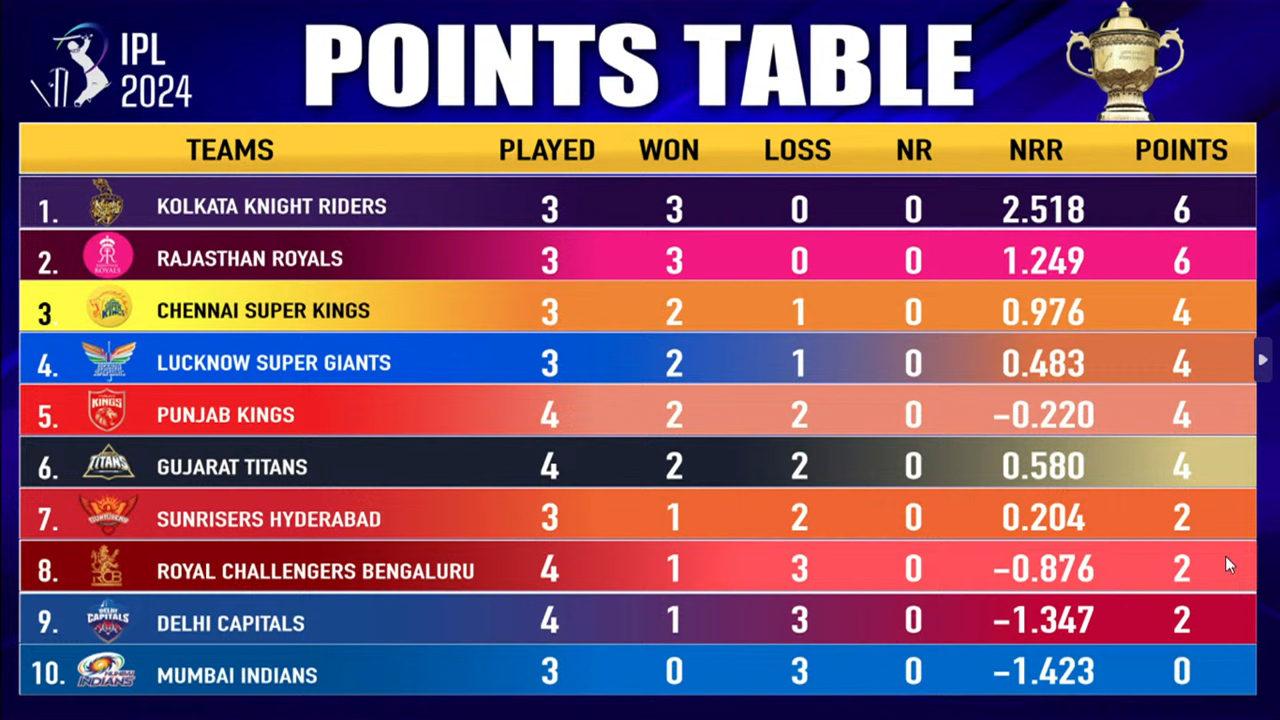 IPL
2024
POINTS TABLE
TEAMS PLAYED WON LOSS NR NRR POINTS
1. KOLKATA KNIGHT RIDERS 3 3 0 0 2.518 6
2. RAJASTHAN ROYALS 3 3 0 0 1.249 6
3. CHENNAI SUPER KINGS 3 2 1 0 0.976 4
4. LUCKNOW SUPER GIANTS 3 2 1 0 0.483 4
KINGS
5. PUNJAB KINGS 4 2 2 0 −0.220 4
TITANS
6. GUJARAT TITANS 4 2 2 0 0.580 4
7. SUNRISERS HYDERABAD 3 1 2 0 0.204 2
RCB
8. ROYAL CHALLENGERS BENGALURU 4 1 3 0 −0.876 2
DELHI
CAPITALS
9. DELHI CAPITALS 4 1 3 0 −1.347 2
INDIANS
10. MUMBAI INDIANS 3 0 3 0 −1.423 0